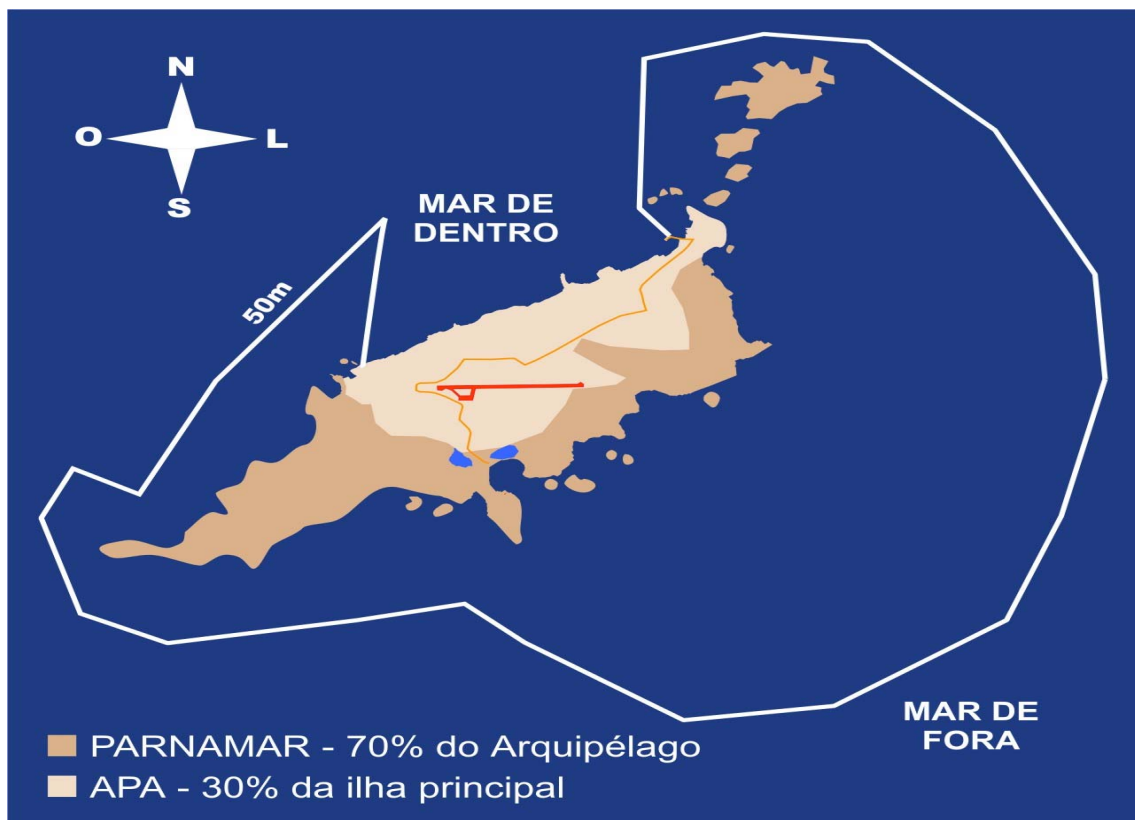 N
O
L
S
MAR DE
DENTRO
50m
MAR DE
FORA
PARNAMAR - 70% do Arquipélago
APA - 30% da ilha principal